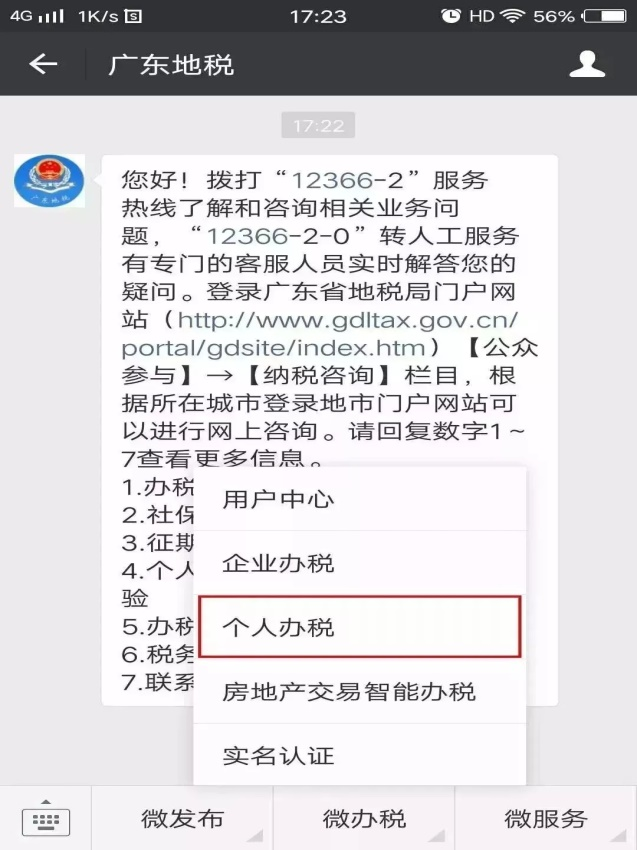 4G 1K/s 17:23 HD 56%
广东地税
17:22
您好！拨打“12366-2”服务
热线了解和咨询相关业务问
题，“12366-2-0”转人工服务
有专门的客服人员实时解答您的
疑问。登录广东省地税局门户网
站（http://www.gdltax.gov.cn/
portal/gdsite/index.htm）【公众
参与】→【纳税咨询】栏目，根
据所在城市登录地市门户网站可
以进行网上咨询。请回复数字1～
7查看更多信息。
1.办税
2.社保
3.征期
4.个人
验
5.办税
6.税务
7.联系
用户中心
企业办税
个人办税
房地产交易智能办税
实名认证
微发布 微办税 微服务